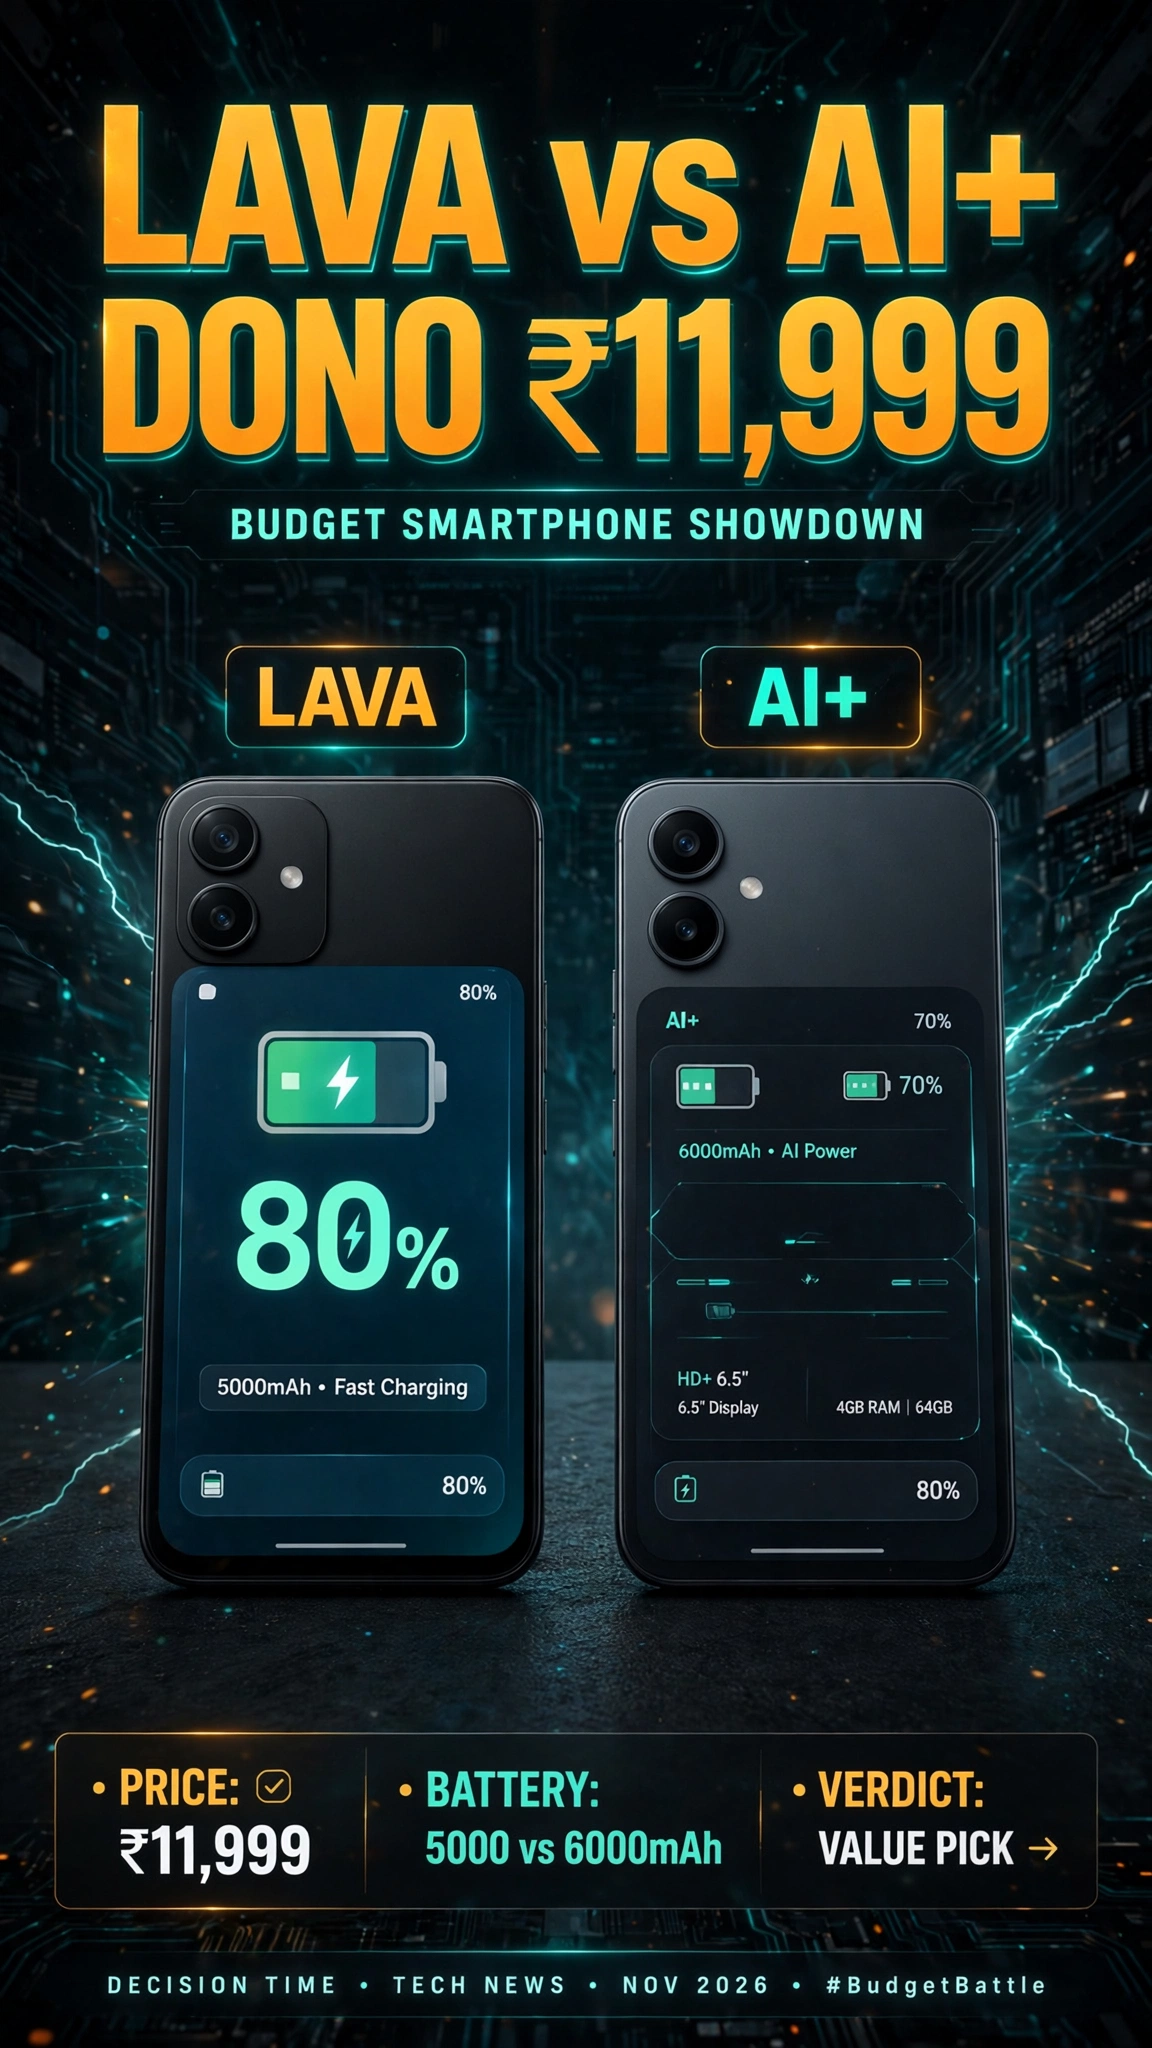 LAVA vs AI+
DONO ₹11,999
BUDGET SMARTPHONE SHOWDOWN
LAVA
AI+
80%
80%
5000mAh • Fast Charging
80%
AI+ 70%
70%
6000mAh • AI Power
HD+ 6.5"
6.5" Display
4GB RAM | 64GB
80%
• PRICE:
₹11,999
• BATTERY:
5000 vs 6000mAh
• VERDICT:
VALUE PICK →
DECISION TIME • TECH NEWS • NOV 2026 • #BudgetBattle